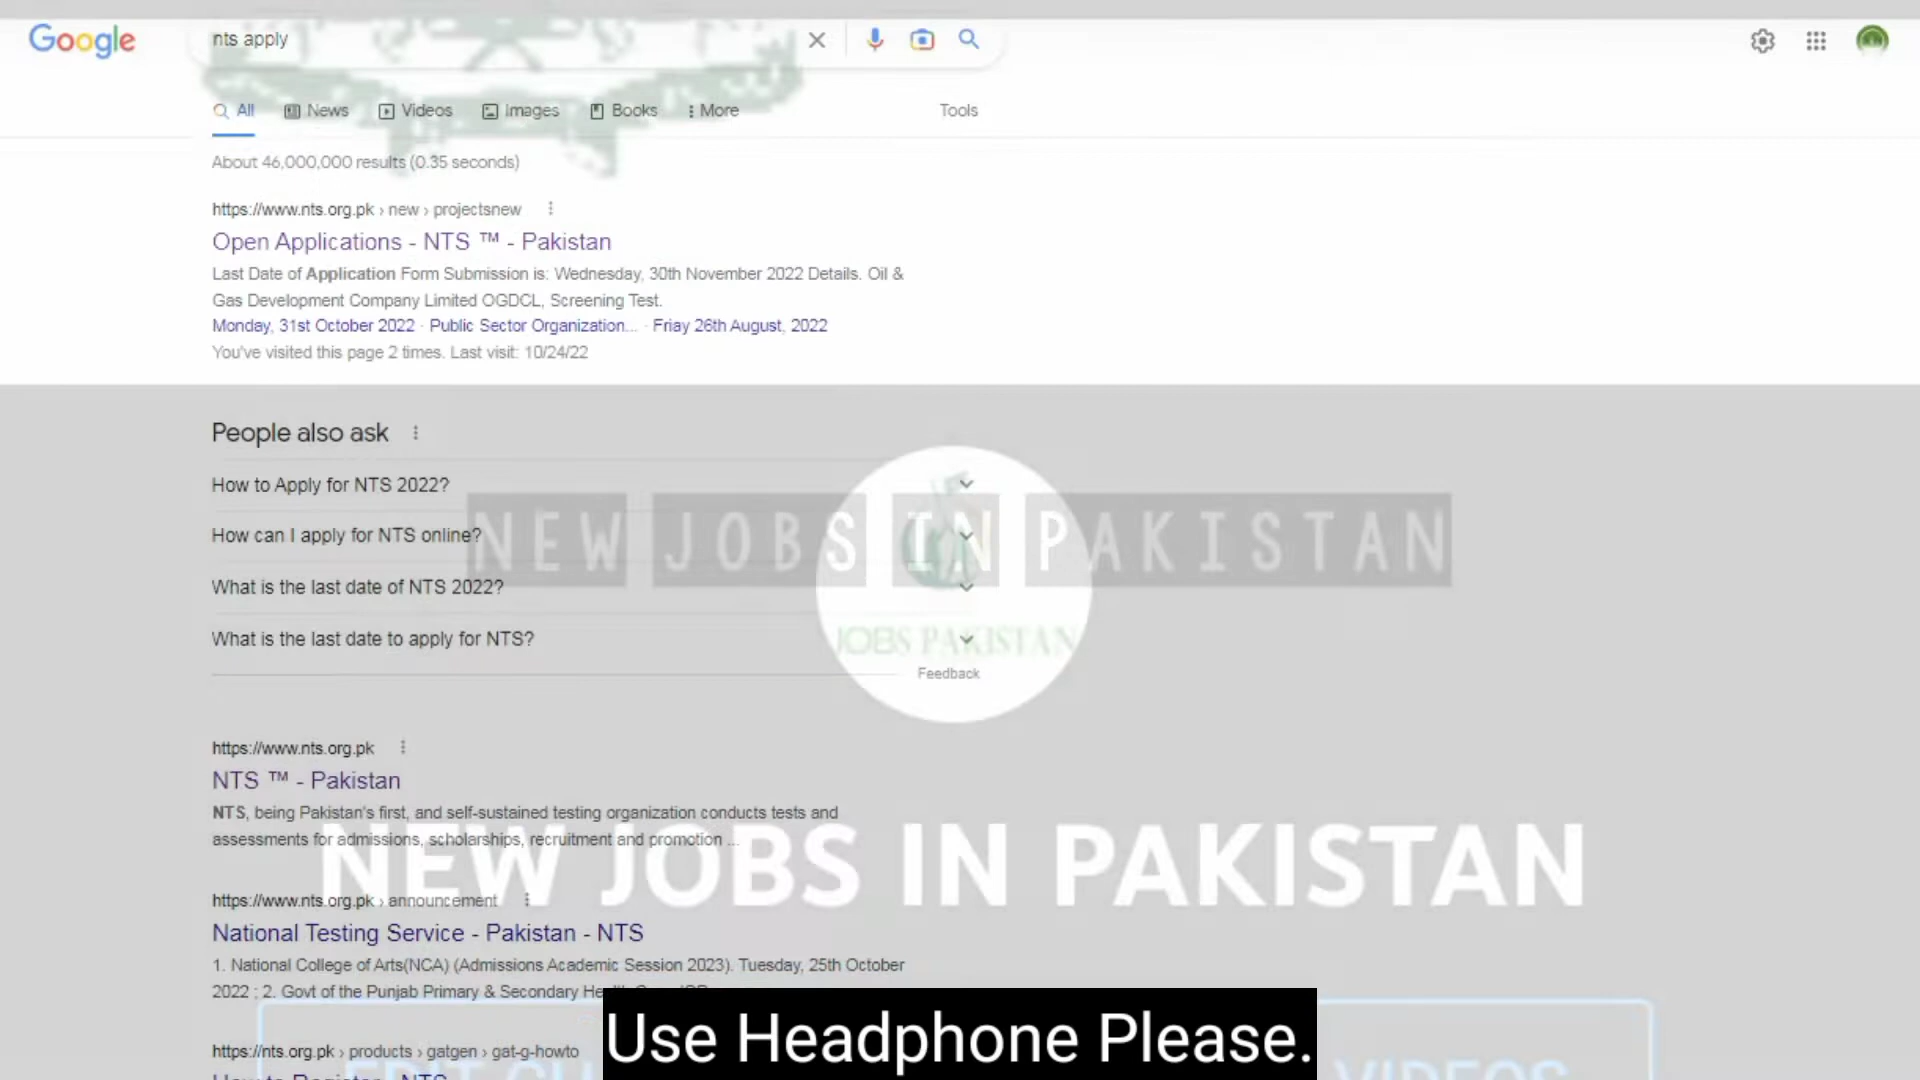 Google
nts apply
All News Videos Images Books More Tools
About 46,000,000 results (0.35 seconds)
https://www.nts.org.pk › new › projectsnew
Open Applications - NTS ™ - Pakistan
Last Date of Application Form Submission is: Wednesday, 30th November 2022 Details. Oil &
Gas Development Company Limited OGDCL, Screening Test.
Monday, 31st October 2022 · Public Sector Organization... · Friay 26th August, 2022
You've visited this page 2 times. Last visit: 10/24/22
People also ask
How to Apply for NTS 2022?
How can I apply for NTS online?
NEW JOBS IN PAKISTAN
What is the last date of NTS 2022?
What is the last date to apply for NTS?
JOBS PAKISTAN
Feedback
https://www.nts.org.pk
NTS ™ - Pakistan
NTS, being Pakistan's first, and self-sustained testing organization conducts tests and
assessments for admissions, scholarships, recruitment and promotion ...
NEW JOBS IN PAKISTAN
https://www.nts.org.pk › announcement
National Testing Service - Pakistan - NTS
1. National College of Arts(NCA) (Admissions Academic Session 2023). Tuesday, 25th October
2022 ; 2. Govt of the Punjab Primary & Secondary
Use Headphone Please.
https://nts.org.pk › products › gatgen › gat-g-howto
VIDEOS
How to Register - NTS